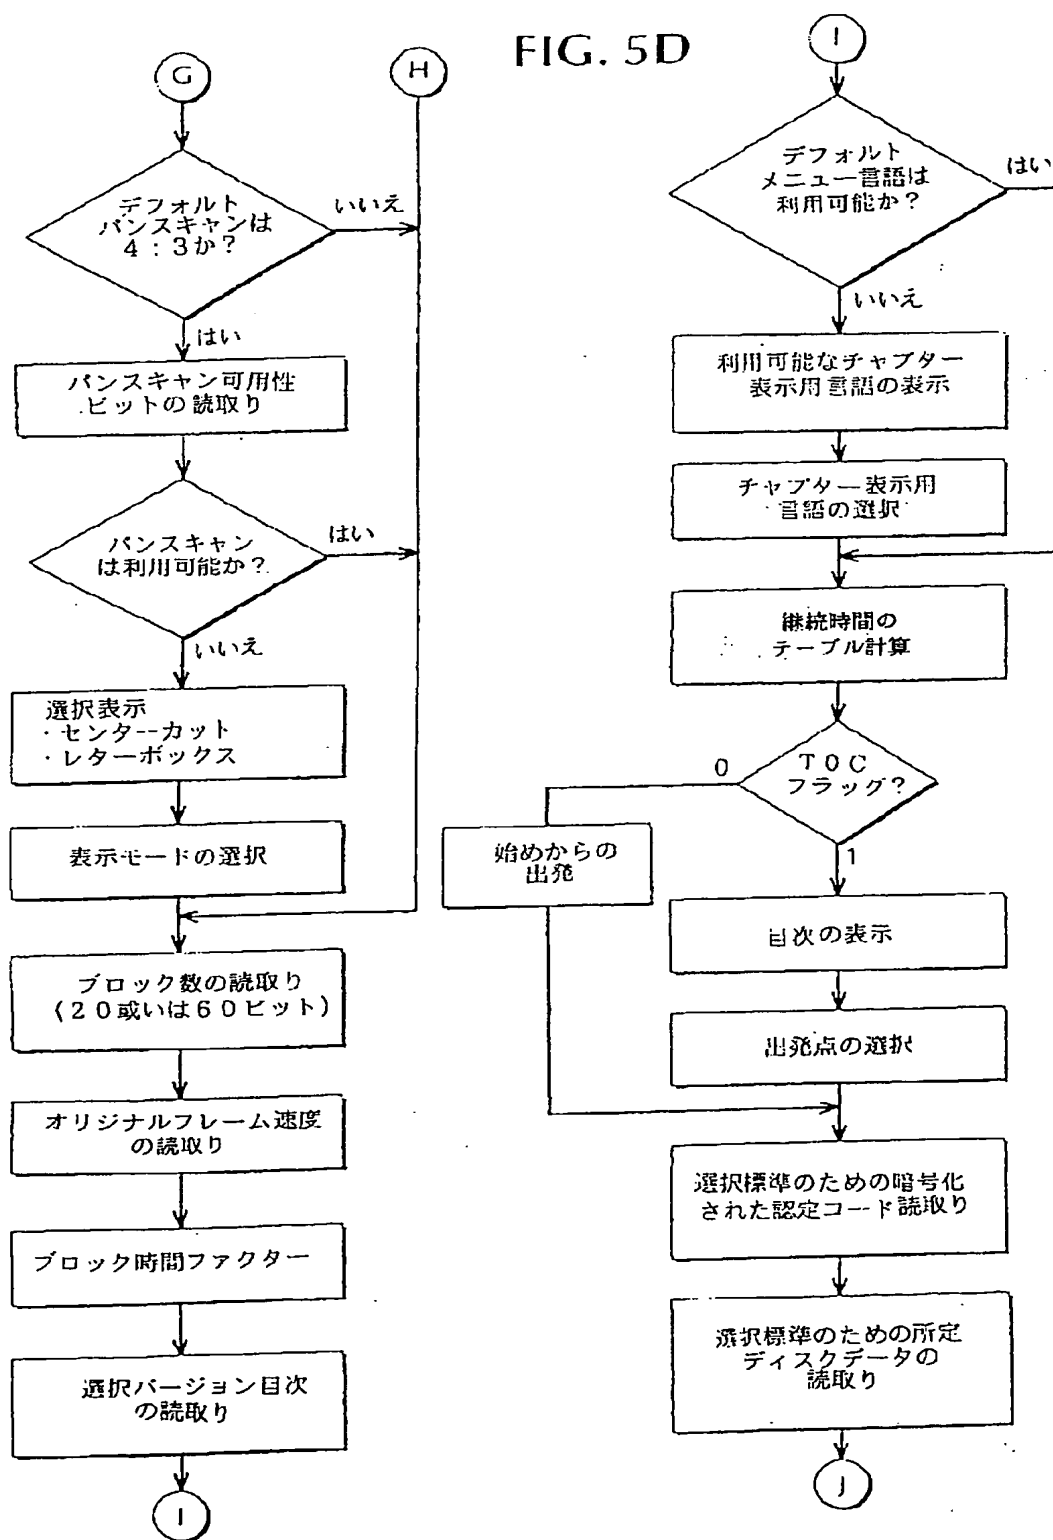 FIG. 5D
G
H
デフォルト
パンスキャンは
4:3か?
いいえ
はい
パンスキャン可用性
ビットの読取り
パンスキャン
は利用可能か?
はい
いいえ
選択表示
・センターカット
・レターボックス
表示モードの選択
ブロック数の読取り
(20或いは60ビット)
オリジナルフレーム速度
の読取り
ブロック時間ファクター
選択バージョン目次
の読取り
I
I
デフォルト
メニュー言語は
利用可能か?
はい
いいえ
利用可能なチャプター
表示用言語の表示
チャプター表示用
言語の選択
継続時間の
テーブル計算
TOC
フラッグ?
0
1
始めからの
出発
目次の表示
出発点の選択
選択標準のための暗号化
された認定コード読取り
選択標準のための所定
ディスクデータの
読取り
J